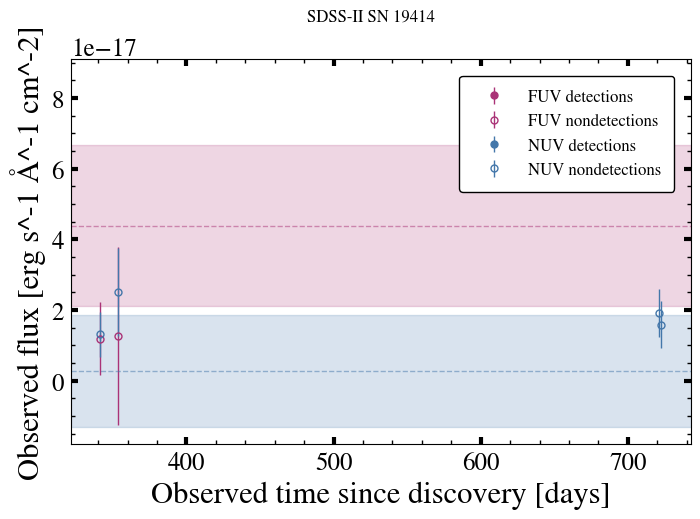 SDSS-II SN 19414
1e−17
8
6
4
2
0
400
500
600
700
Observed flux [erg s^-1 Å^-1 cm^-2]
Observed time since discovery [days]
FUV detections
FUV nondetections
NUV detections
NUV nondetections